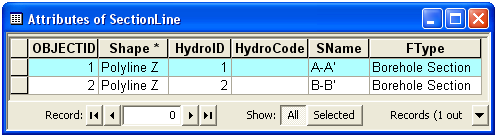 Attributes of SectionLine
OBJECTID Shape * HydroID HydroCode SName FType
1 Polyline Z 1 A-A' Borehole Section
2 Polyline Z 2 B-B' Borehole Section
Record: 0 Show: All Selected Records (1 out